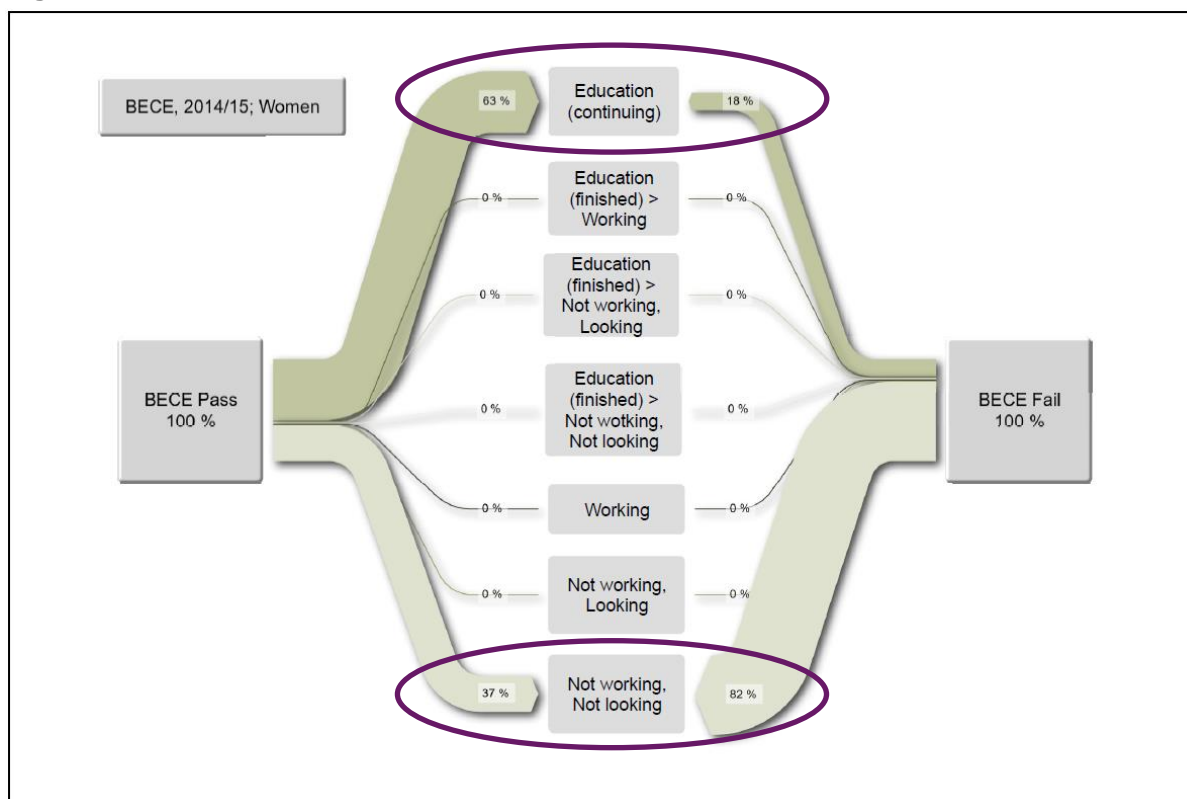 BECE, 2014/15; Women
63 %
Education
(continuing)
18 %
0 %
Education
(finished) >
Working
0 %
0 %
Education
(finished) >
Not working,
Looking
0 %
BECE Pass
100 %
0 %
Education
(finished) >
Not wotking,
Not looking
0 %
BECE Fail
100 %
0 %
Working
0 %
0 %
Not working,
Looking
0 %
37 %
Not working,
Not looking
82 %